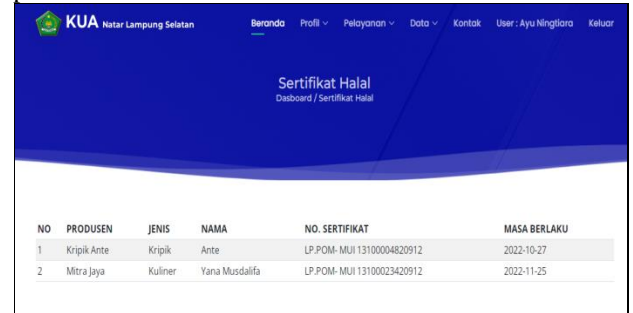 KUA Natar Lampung Selatan Beranda Profil Pelayanan Data Kontak User : Ayu Ningtiara Keluar
Sertifikat Halal
Dasboard / Sertifikat Halal
NO PRODUSEN JENIS NAMA NO. SERTIFIKAT MASA BERLAKU
1 Kripik Ante Kripik Ante LP.POM- MUI 13100004820912 2022-10-27
2 Mitra Jaya Kuliner Yana Musdalifa LP.POM- MUI 13100023420912 2022-11-25